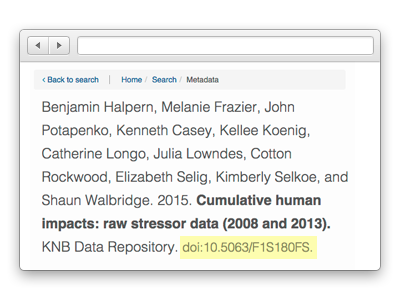 ‹ Back to search | Home / Search / Metadata
Benjamin Halpern, Melanie Frazier, John
Potapenko, Kenneth Casey, Kellee Koenig,
Catherine Longo, Julia Lowndes, Cotton
Rockwood, Elizabeth Selig, Kimberly Selkoe, and
Shaun Walbridge. 2015. Cumulative human
impacts: raw stressor data (2008 and 2013).
KNB Data Repository. doi:10.5063/F1S180FS.